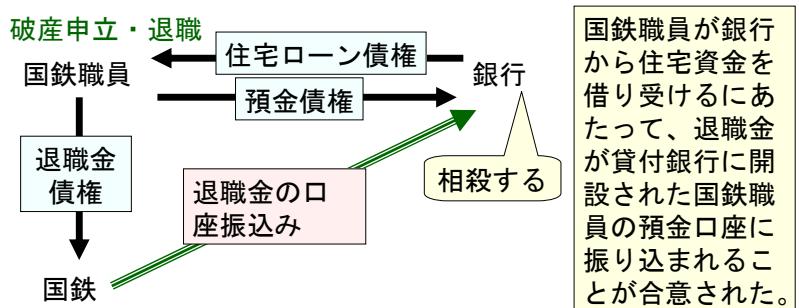 破産申立・退職
住宅ローン債権
国鉄職員
銀行
預金債権
退職金
債権
退職金の口
座振込み
相殺する
国鉄
国鉄職員が銀行
から住宅資金を
借り受けるにあ
たって、退職金
が貸付銀行に開
設された国鉄職
員の預金口座に
振り込まれるこ
とが合意された。